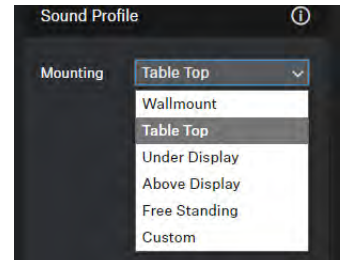 Sound Profile
Mounting Table Top
Wallmount
Table Top
Under Display
Above Display
Free Standing
Custom